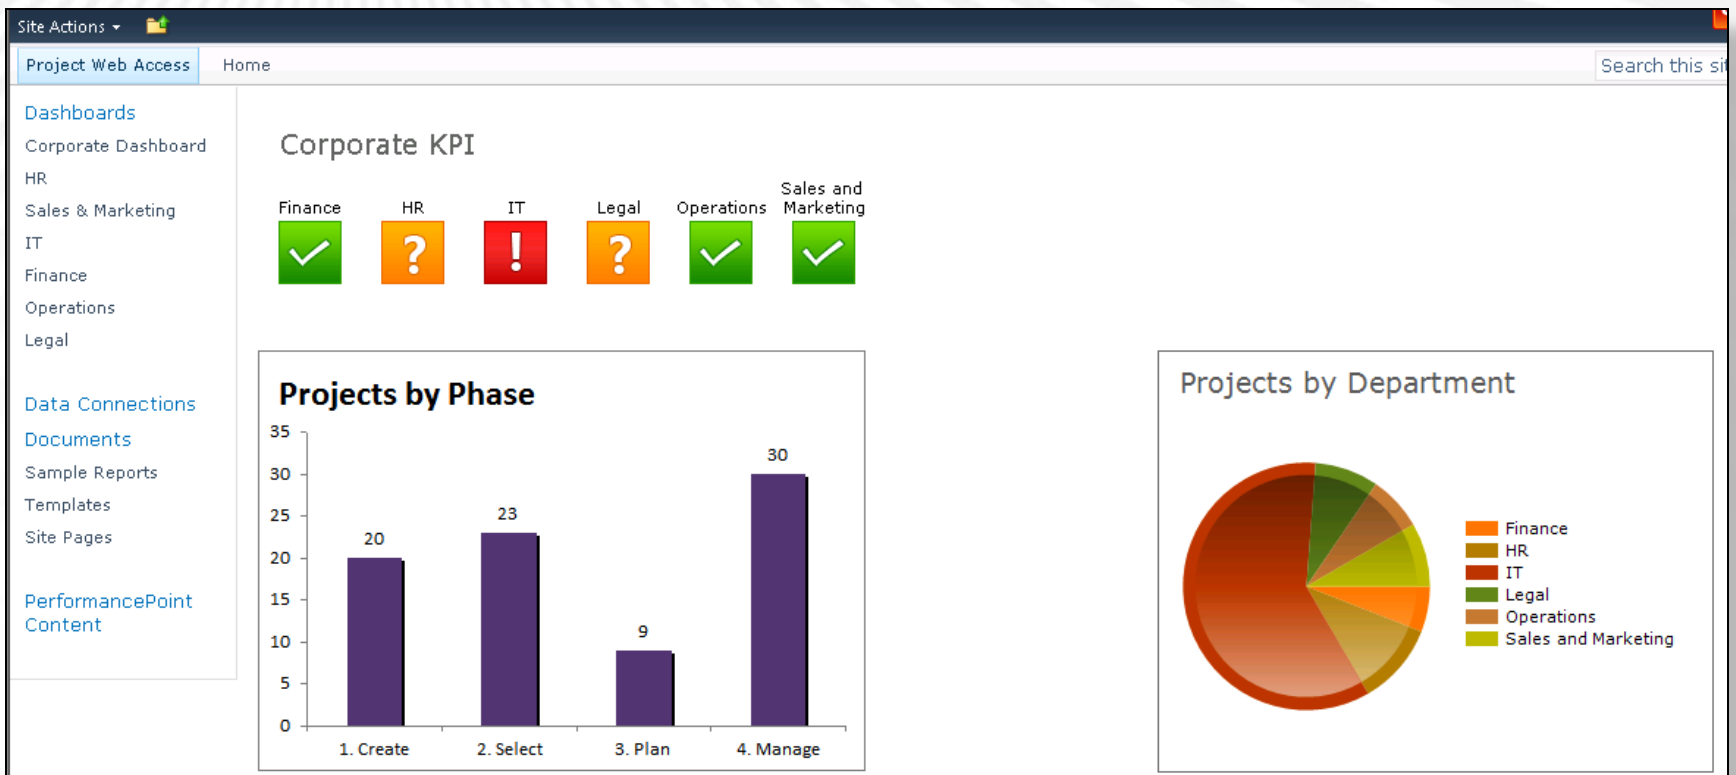 Site Actions
Project Web Access
Home
Search this sit
Dashboards
Corporate Dashboard
HR
Sales & Marketing
IT
Finance
Operations
Legal
Data Connections
Documents
Sample Reports
Templates
Site Pages
PerformancePoint
Content
Corporate KPI
Finance
HR
IT
Legal
Operations
Sales and
Marketing
Projects by Phase
35
30
25
20
15
10
5
0
20
23
9
30
1. Create
2. Select
3. Plan
4. Manage
Projects by Department
Finance
HR
IT
Legal
Operations
Sales and Marketing